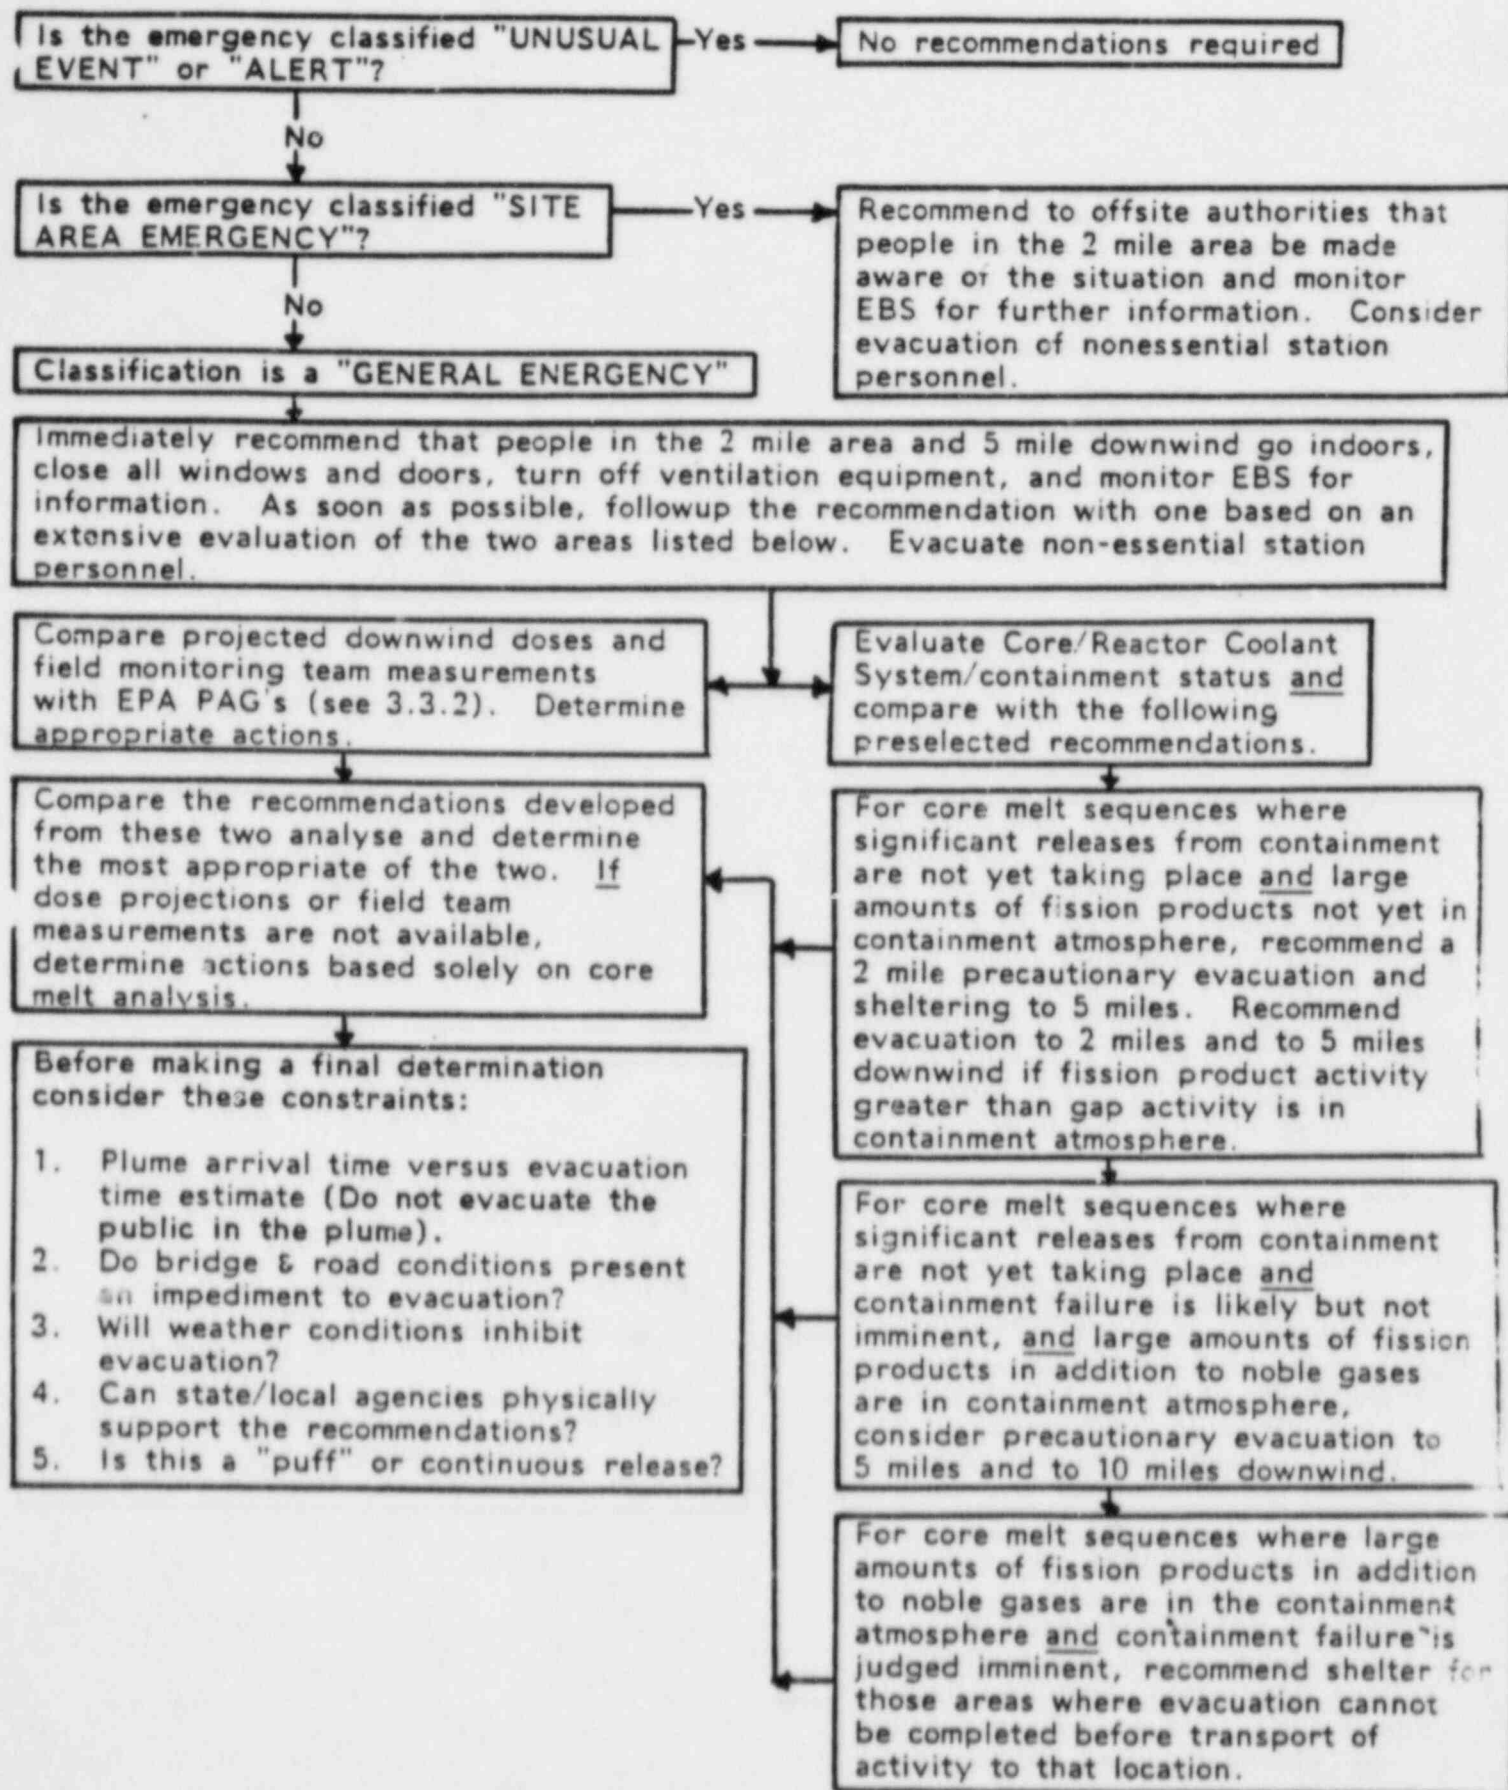 Is the emergency classified "UNUSUAL
EVENT" or "ALERT"?
Yes
No recommendations required
No
Is the emergency classified "SITE
AREA EMERGENCY"?
Yes
Recommend to offsite authorities that
people in the 2 mile area be made
aware of the situation and monitor
EBS for further information. Consider
evacuation of nonessential station
personnel.
No
Classification is a "GENERAL ENERGENCY"
Immediately recommend that people in the 2 mile area and 5 mile downwind go indoors,
close all windows and doors, turn off ventilation equipment, and monitor EBS for
information. As soon as possible, followup the recommendation with one based on an
extensive evaluation of the two areas listed below. Evacuate non-essential station
personnel.
Compare projected downwind doses and
field monitoring team measurements
with EPA PAG's (see 3.3.2). Determine
appropriate actions.
Evaluate Core/Reactor Coolant
System/containment status and
compare with the following
preselected recommendations.
Compare the recommendations developed
from these two analyse and determine
the most appropriate of the two. If
dose projections or field team
measurements are not available,
determine actions based solely on core
melt analysis.
For core melt sequences where
significant releases from containment
are not yet taking place and large
amounts of fission products not yet in
containment atmosphere, recommend a
2 mile precautionary evacuation and
sheltering to 5 miles. Recommend
evacuation to 2 miles and to 5 miles
downwind if fission product activity
greater than gap activity is in
containment atmosphere.
Before making a final determination
consider these constraints:
1. Plume arrival time versus evacuation
time estimate (Do not evacuate the
public in the plume).
2. Do bridge & road conditions present
an impediment to evacuation?
3. Will weather conditions inhibit
evacuation?
4. Can state/local agencies physically
support the recommendations?
5. Is this a "puff" or continuous release?
For core melt sequences where
significant releases from containment
are not yet taking place and
containment failure is likely but not
imminent, and large amounts of fission
products in addition to noble gases
are in containment atmosphere,
consider precautionary evacuation to
5 miles and to 10 miles downwind.
For core melt sequences where large
amounts of fission products in addition
to noble gases are in the containment
atmosphere and containment failure is
judged imminent, recommend shelter for
those areas where evacuation cannot
be completed before transport of
activity to that location.